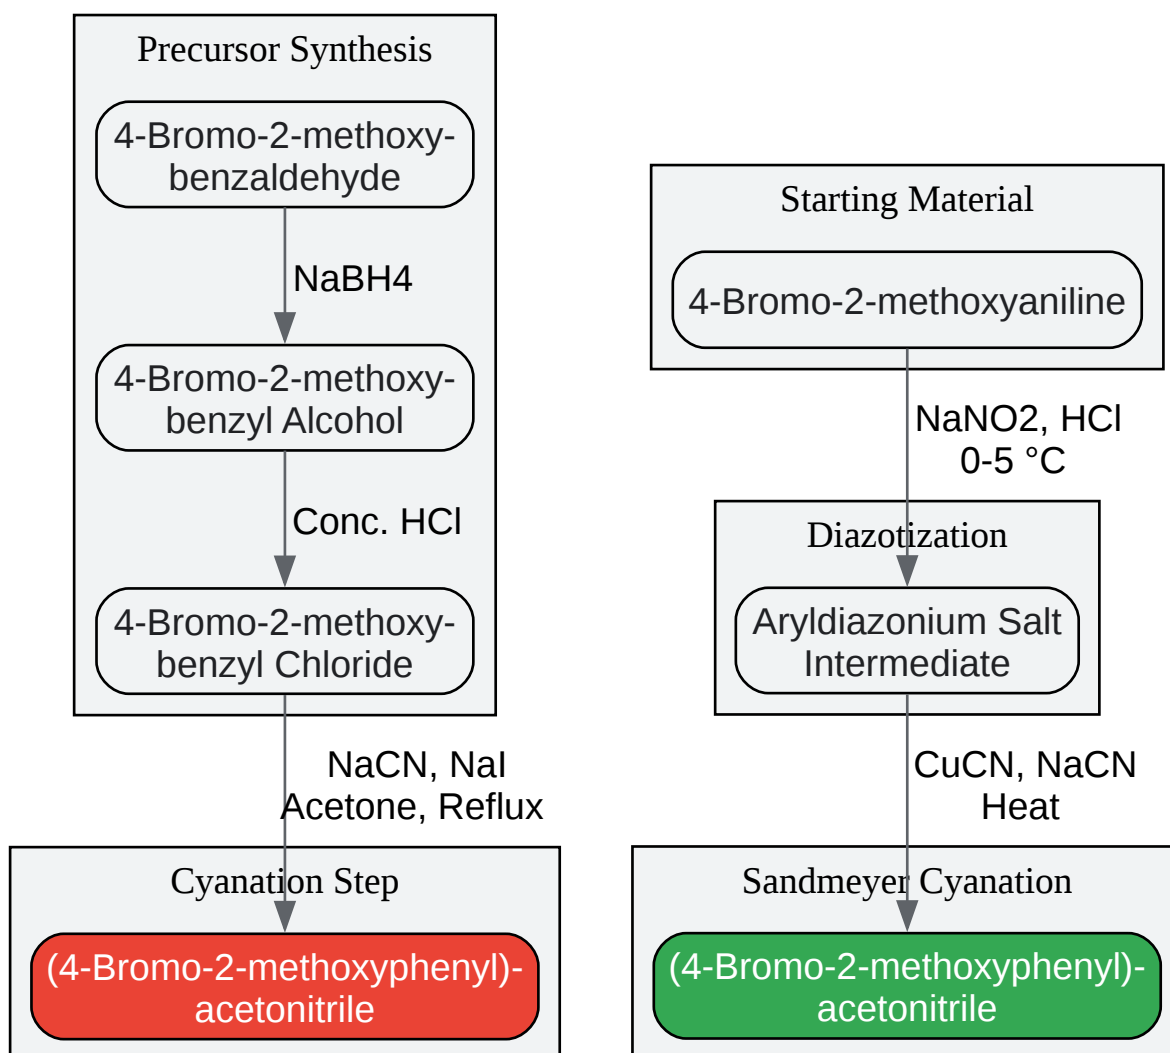 Precursor Synthesis
4-Bromo-2-methoxy-
benzaldehyde
NaBH4
4-Bromo-2-methoxy-
benzyl Alcohol
Conc. HCl
4-Bromo-2-methoxy-
benzyl Chloride
NaCN, NaI
Acetone, Reflux
Cyanation Step
(4-Bromo-2-methoxyphenyl)-
acetonitrile
Starting Material
4-Bromo-2-methoxyaniline
NaNO2, HCl
0-5 °C
Diazotization
Aryldiazonium Salt
Intermediate
CuCN, NaCN
Heat
Sandmeyer Cyanation
(4-Bromo-2-methoxyphenyl)-
acetonitrile